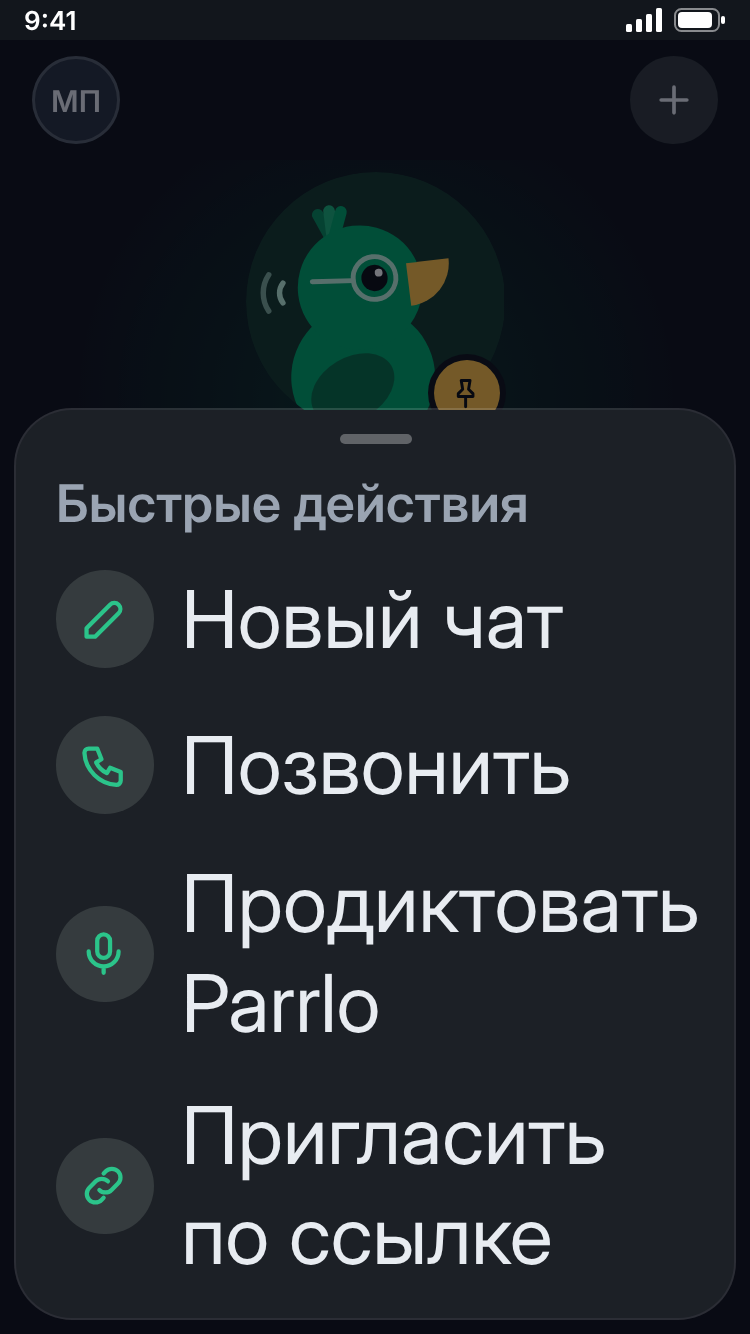 9:41
МП
Быстрые действия
Новый чат
Позвонить
Продиктовать
Parrlo
Пригласить
по ссылке